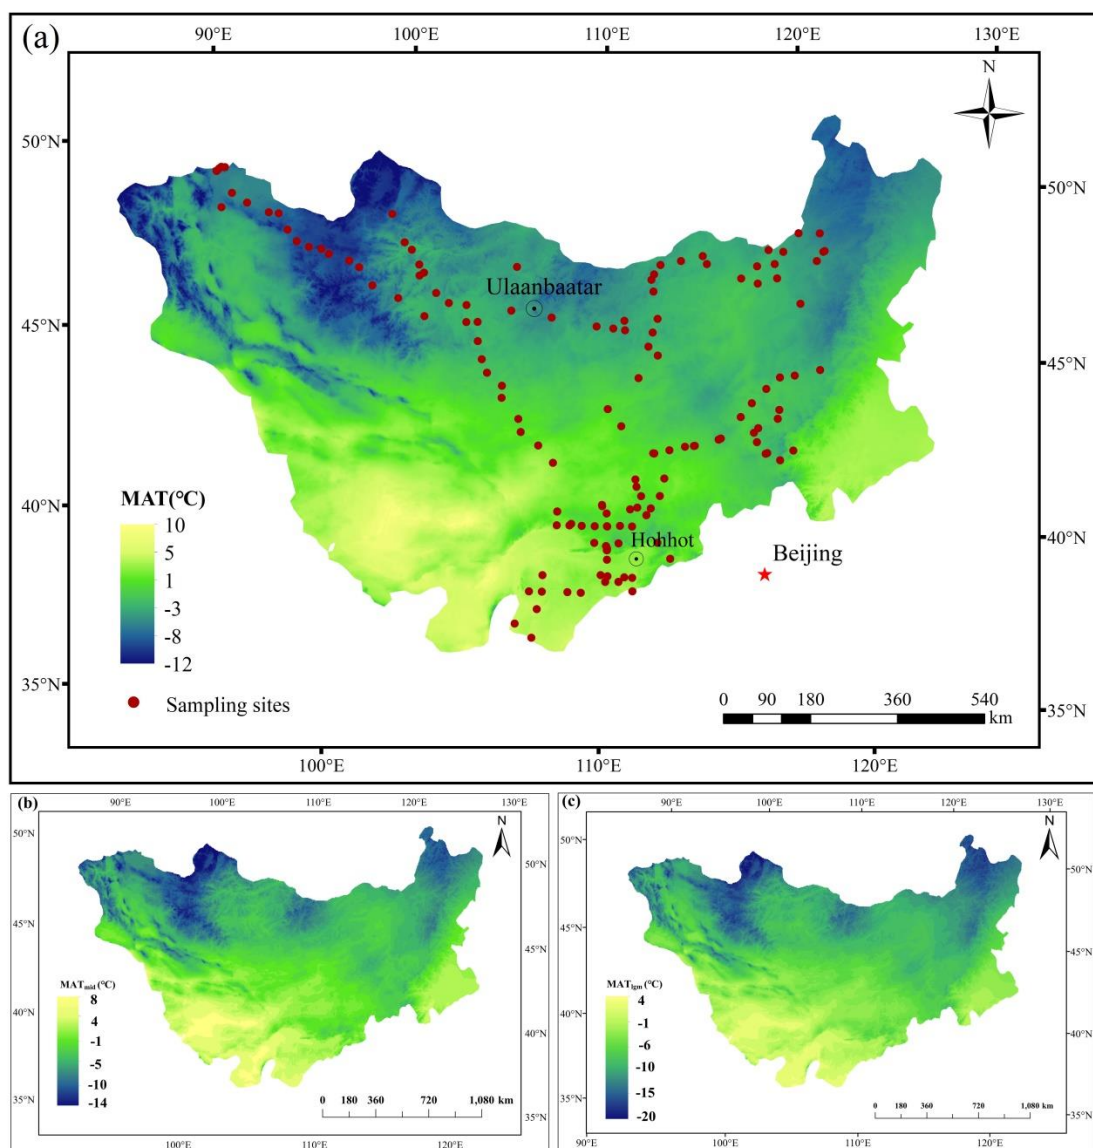 (a)
90°E 100°E 110°E 120°E 130°E
N
50°N
50°N
Ulaanbaatar
45°N
45°N
MAT(℃)
10
5
1
-3
-8
-12
40°N
40°N
Hohhot
Beijing
35°N
35°N
Sampling sites
0 90 180 360 540
km
100°E 110°E 120°E
(b)
90°E 100°E 110°E 120°E 130°E
N
50°N
50°N
45°N
45°N
MATmid (℃)
8
4
-1
-5
-10
-14
40°N
40°N
35°N
35°N
0 180 360 720 1,080 km
100°E 110°E 120°E
(c)
90°E 100°E 110°E 120°E 130°E
N
50°N
50°N
45°N
45°N
MATlgm (℃)
4
-1
-6
-10
-15
-20
40°N
40°N
35°N
35°N
0 180 360 720 1,080 km
90°E 100°E 110°E 120°E